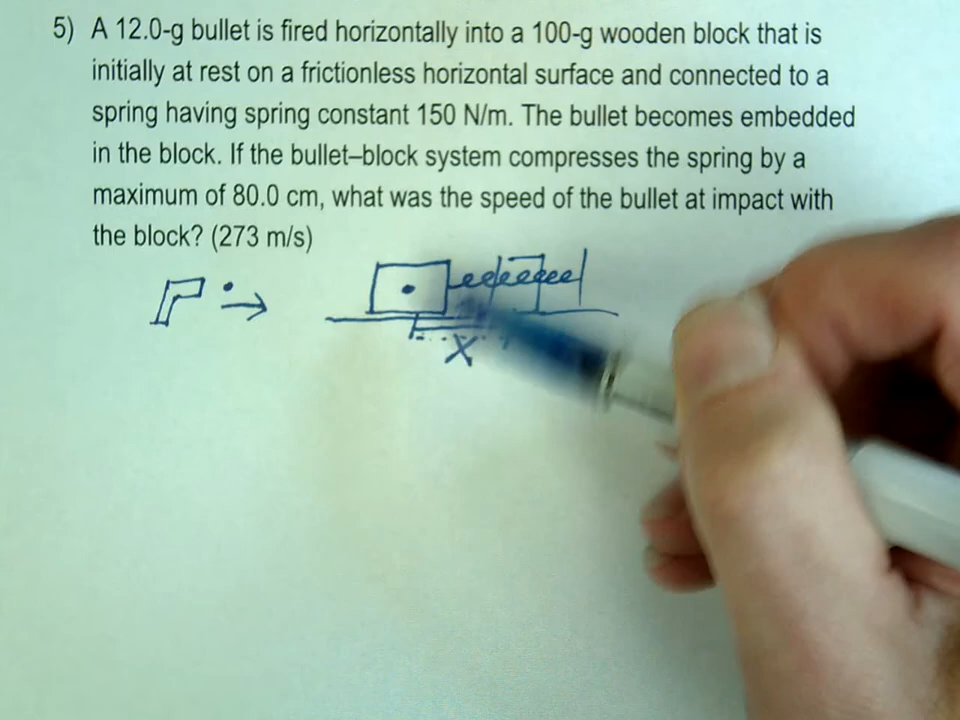 5) A 12.0-g bullet is fired horizontally into a 100-g wooden block that is
initially at rest on a frictionless horizontal surface and connected to a
spring having spring constant 150 N/m. The bullet becomes embedded
in the block. If the bullet–block system compresses the spring by a
maximum of 80.0 cm, what was the speed of the bullet at impact with
the block? (273 m/s)
X